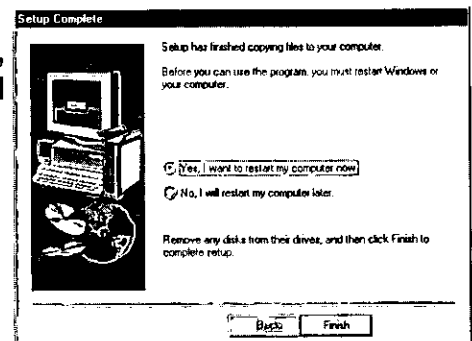 Setup Complete
Setup has finished copying files to your computer.
Before you can use the program, you must restart Windows or
your computer.
Yes, I want to restart my computer now.
No, I will restart my computer later.
Remove any disks from their drives, and then click Finish to
complete setup.
Finish